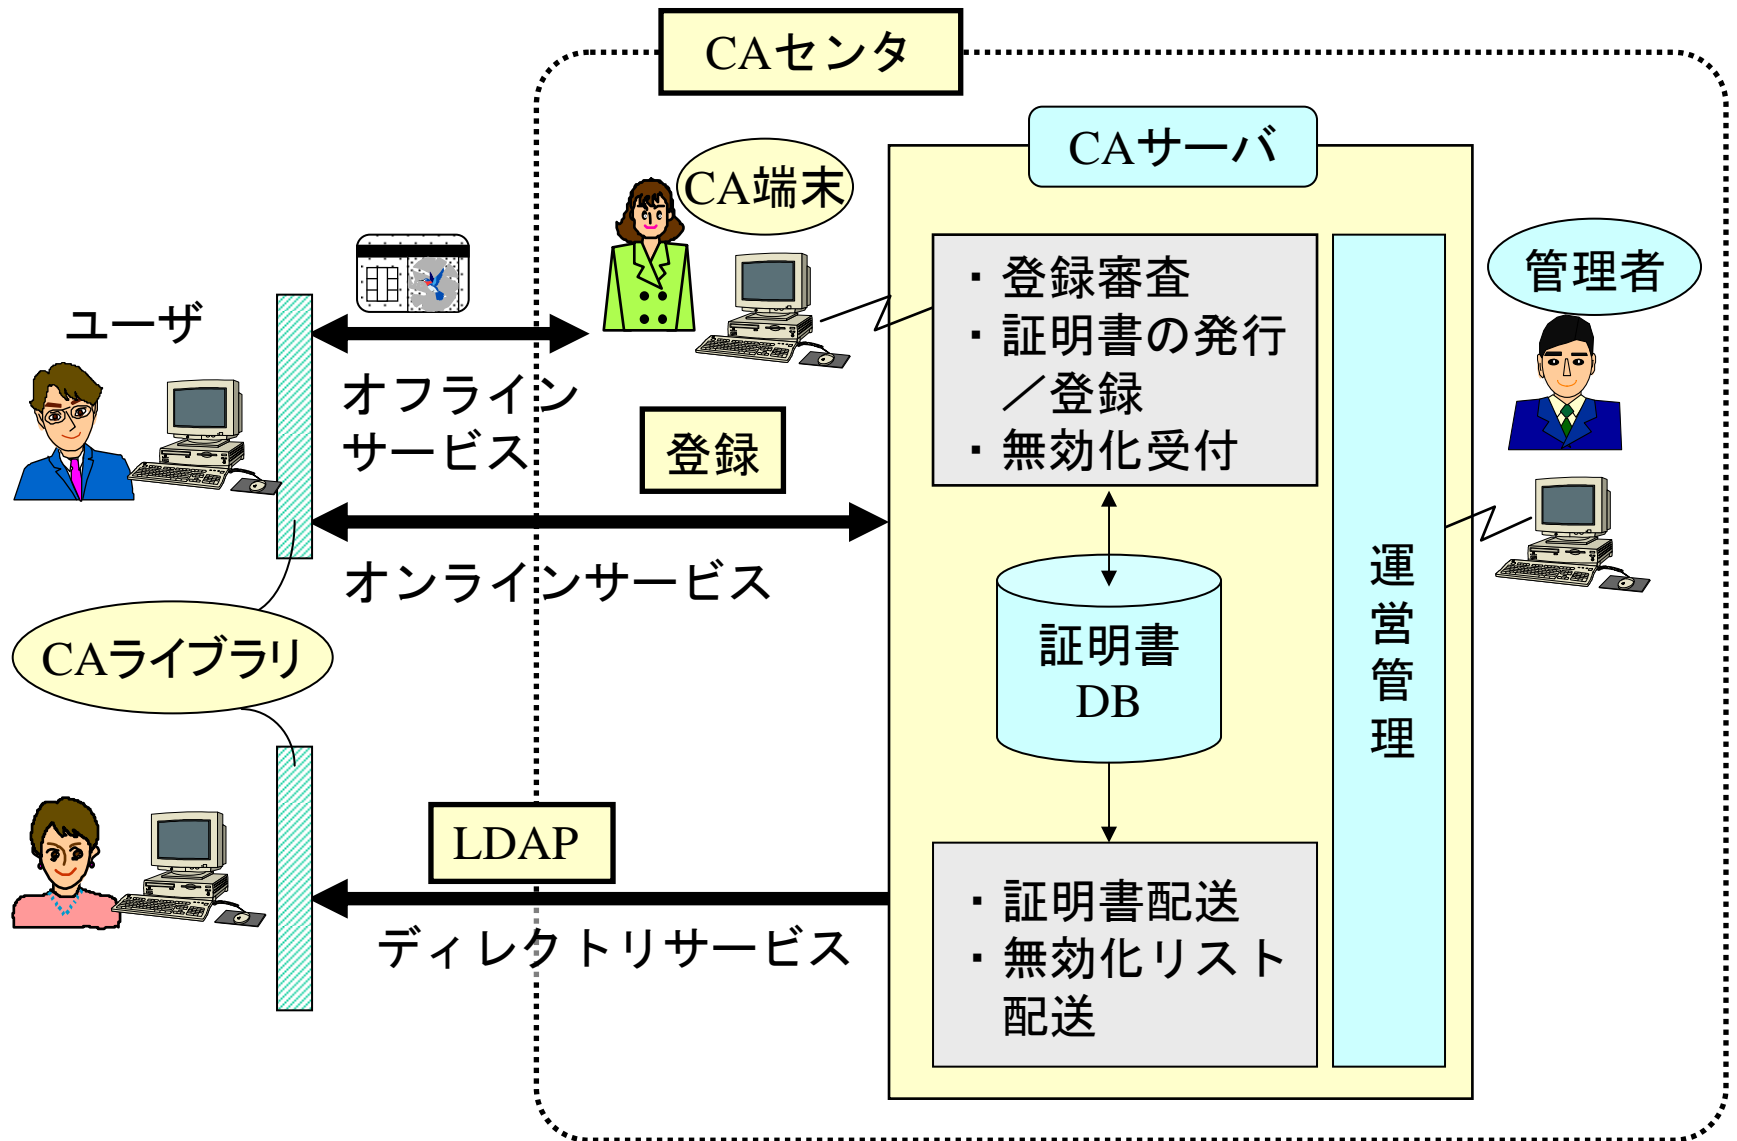 CAセンタ
CAサーバ
CA端末
管理者
・登録審査
・証明書の発行
／登録
・無効化受付
ユーザ
オフライン
サービス
登録
オンラインサービス
運
営
管
理
証明書
DB
CAライブラリ
LDAP
ディレクトリサービス
・証明書配送
・無効化リスト
配送